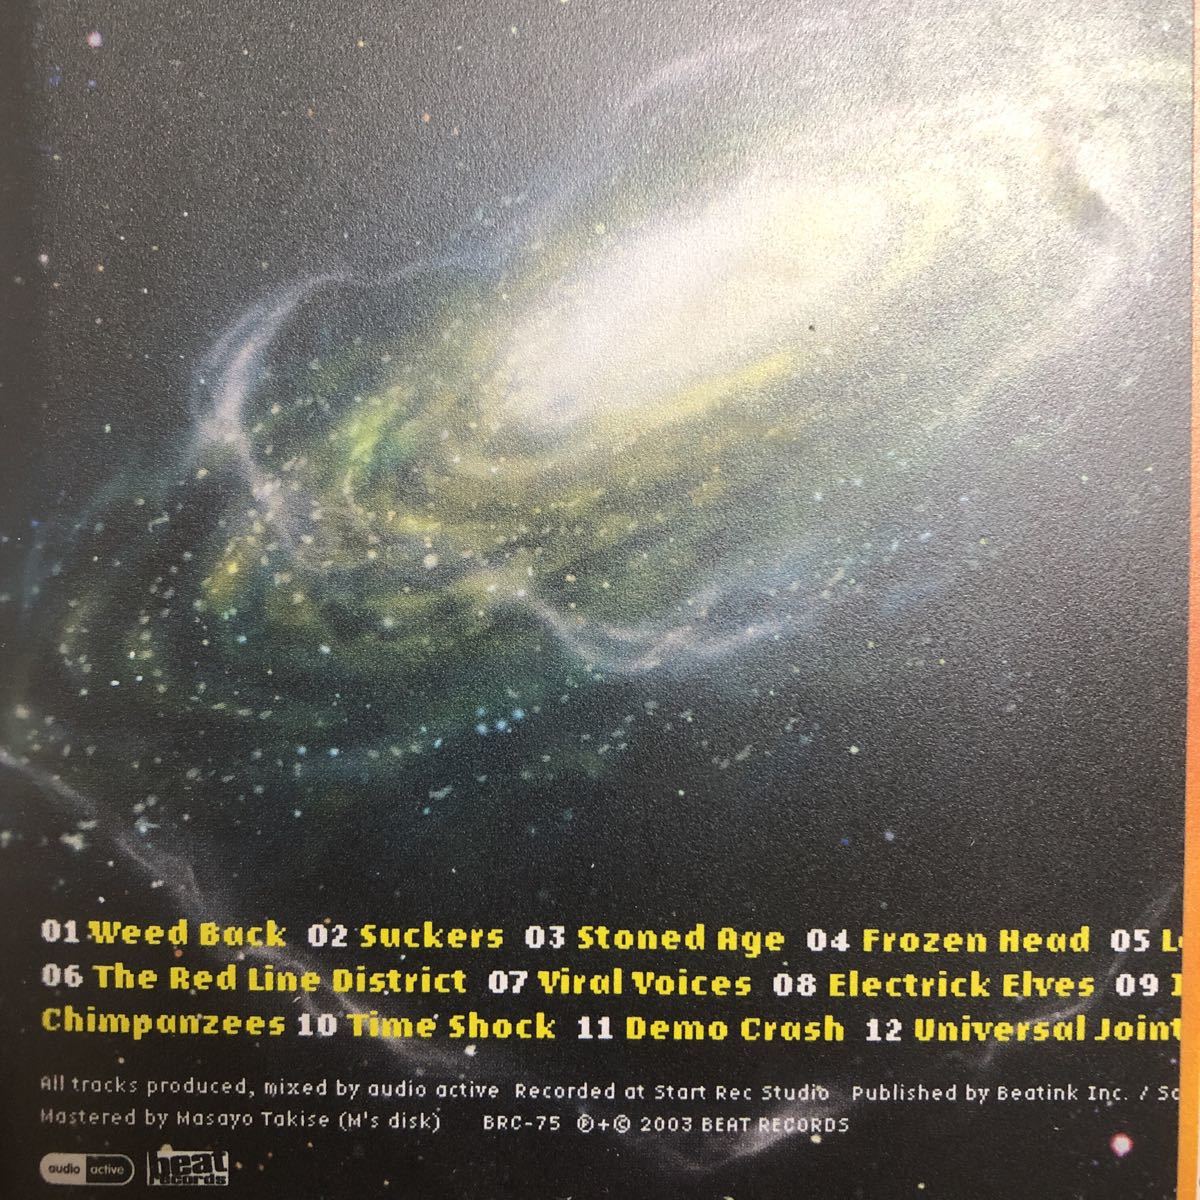 01 Weed Back 02 Suckers 03 Stoned Age 04 Frozen Head 05
06 The Red Line District 07 Viral Voices 08 Electrick Elves 09
Chimpanzees 10 Time Shock 11 Demo Crash 12 Universal Joint
All tracks produced, mixed by audio active Recorded at Start Rec Studio Published by Beatink Inc. /
Mastered by Masayo Takise (M's disk) BRC-75 ℗+© 2003 BEAT RECORDS
audio active beat records